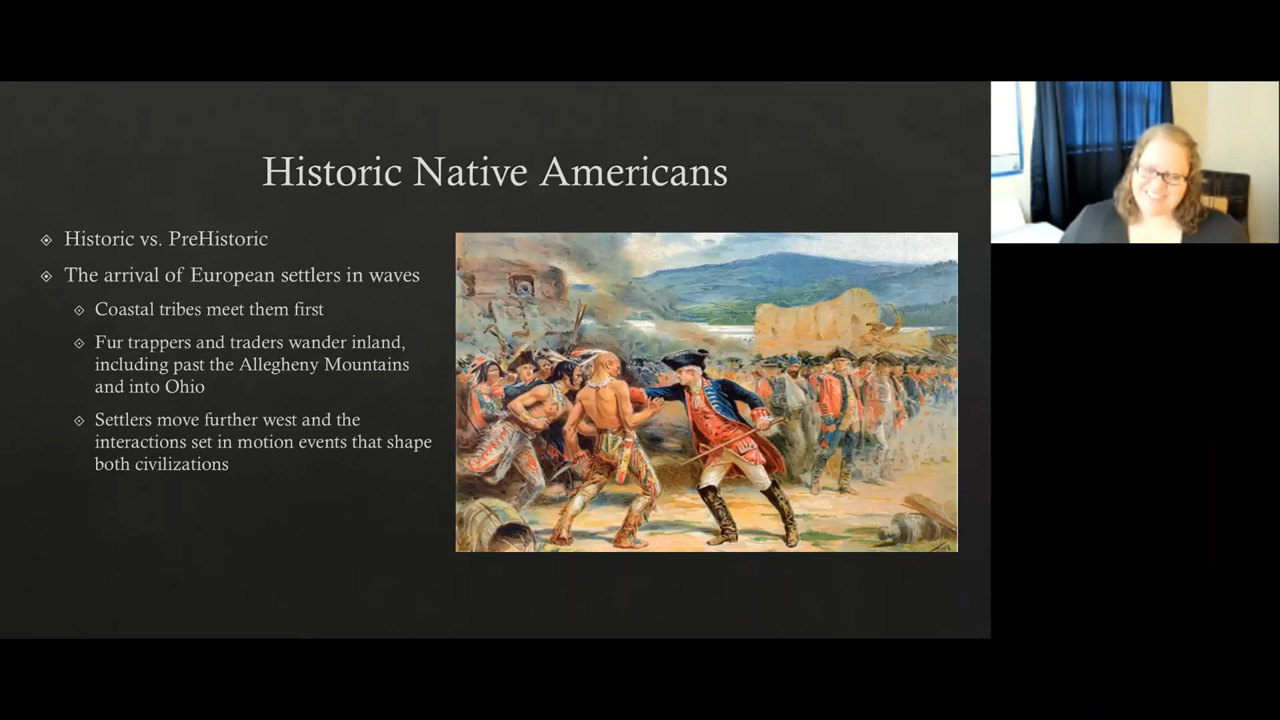 Historic Native Americans
Historic vs. PreHistoric
The arrival of European settlers in waves
Coastal tribes meet them first
Fur trappers and traders wander inland,
including past the Allegheny Mountains
and into Ohio
Settlers move further west and the
interactions set in motion events that shape
both civilizations